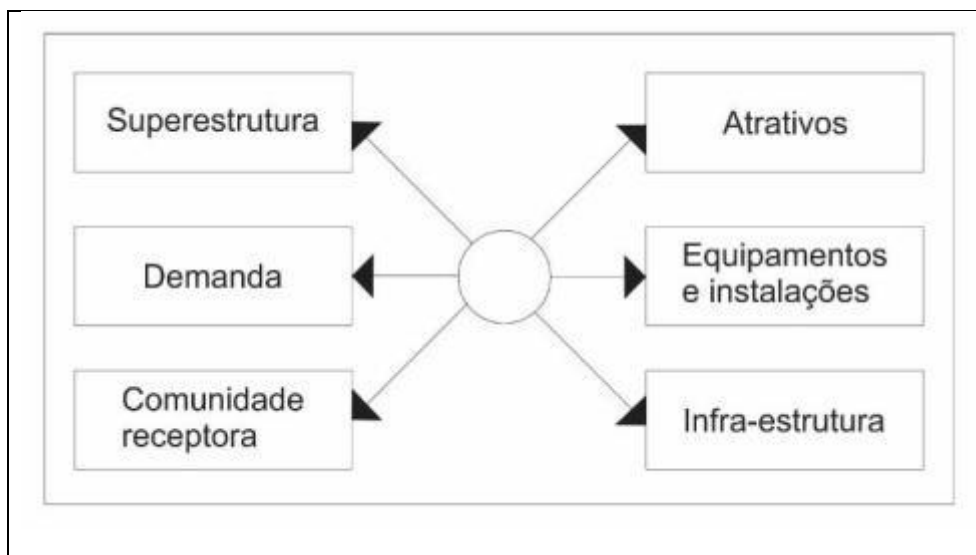 Superestrutura
Atrativos
Demanda
Equipamentos
e instalações
Comunidade
receptora
Infra-estrutura